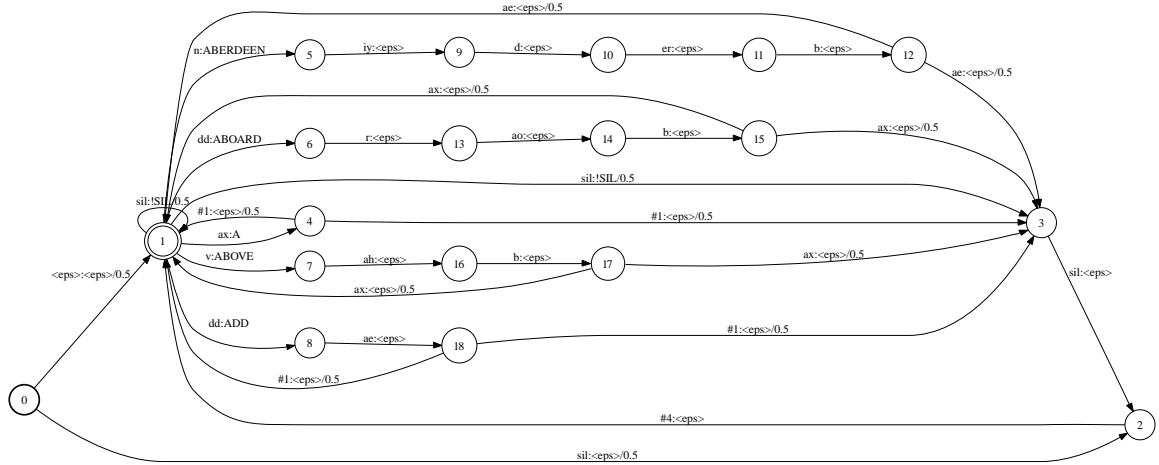 ae:<eps>/0.5
n:ABERDEEN
5
iy:<eps>
9
d:<eps>
10
er:<eps>
11
b:<eps>
12
ae:<eps>/0.5
ax:<eps>/0.5
dd:ABOARD
6
r:<eps>
13
ao:<eps>
14
b:<eps>
15
ax:<eps>/0.5
sil:!SIL/0.5
sil:!SIL/0.5
#1:<eps>/0.5
4
#1:<eps>/0.5
3
1
ax:A
v:ABOVE
7
ah:<eps>
16
b:<eps>
17
ax:<eps>/0.5
<eps>:<eps>/0.5
sil:<eps>
ax:<eps>/0.5
dd:ADD
8
ae:<eps>
18
#1:<eps>/0.5
#1:<eps>/0.5
0
#4:<eps>
2
sil:<eps>/0.5